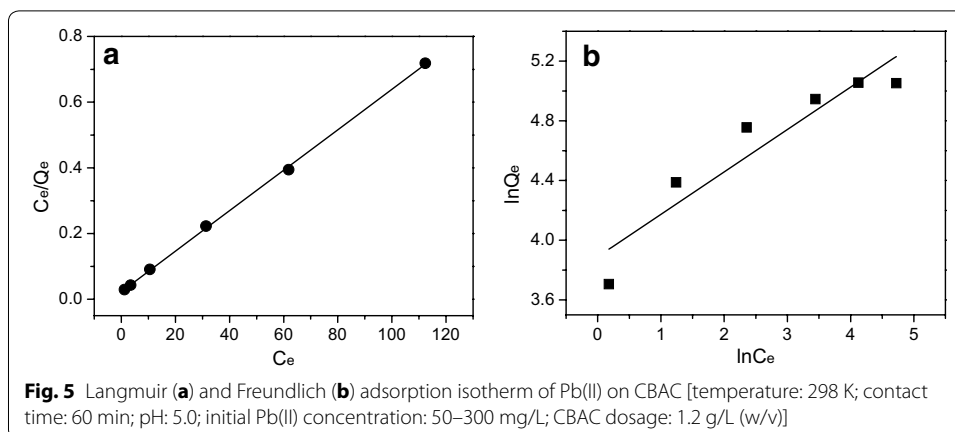 a
0.8
0.6
0.4
0.2
0.0
Ce/Qe
0 20 40 60 80 100 120
Ce
b
5.2
4.8
4.4
4.0
3.6
lnQe
0 1 2 3 4 5
lnCe
Fig. 5 Langmuir (a) and Freundlich (b) adsorption isotherm of Pb(II) on CBAC [temperature: 298 K; contact
time: 60 min; pH: 5.0; initial Pb(II) concentration: 50–300 mg/L; CBAC dosage: 1.2 g/L (w/v)]